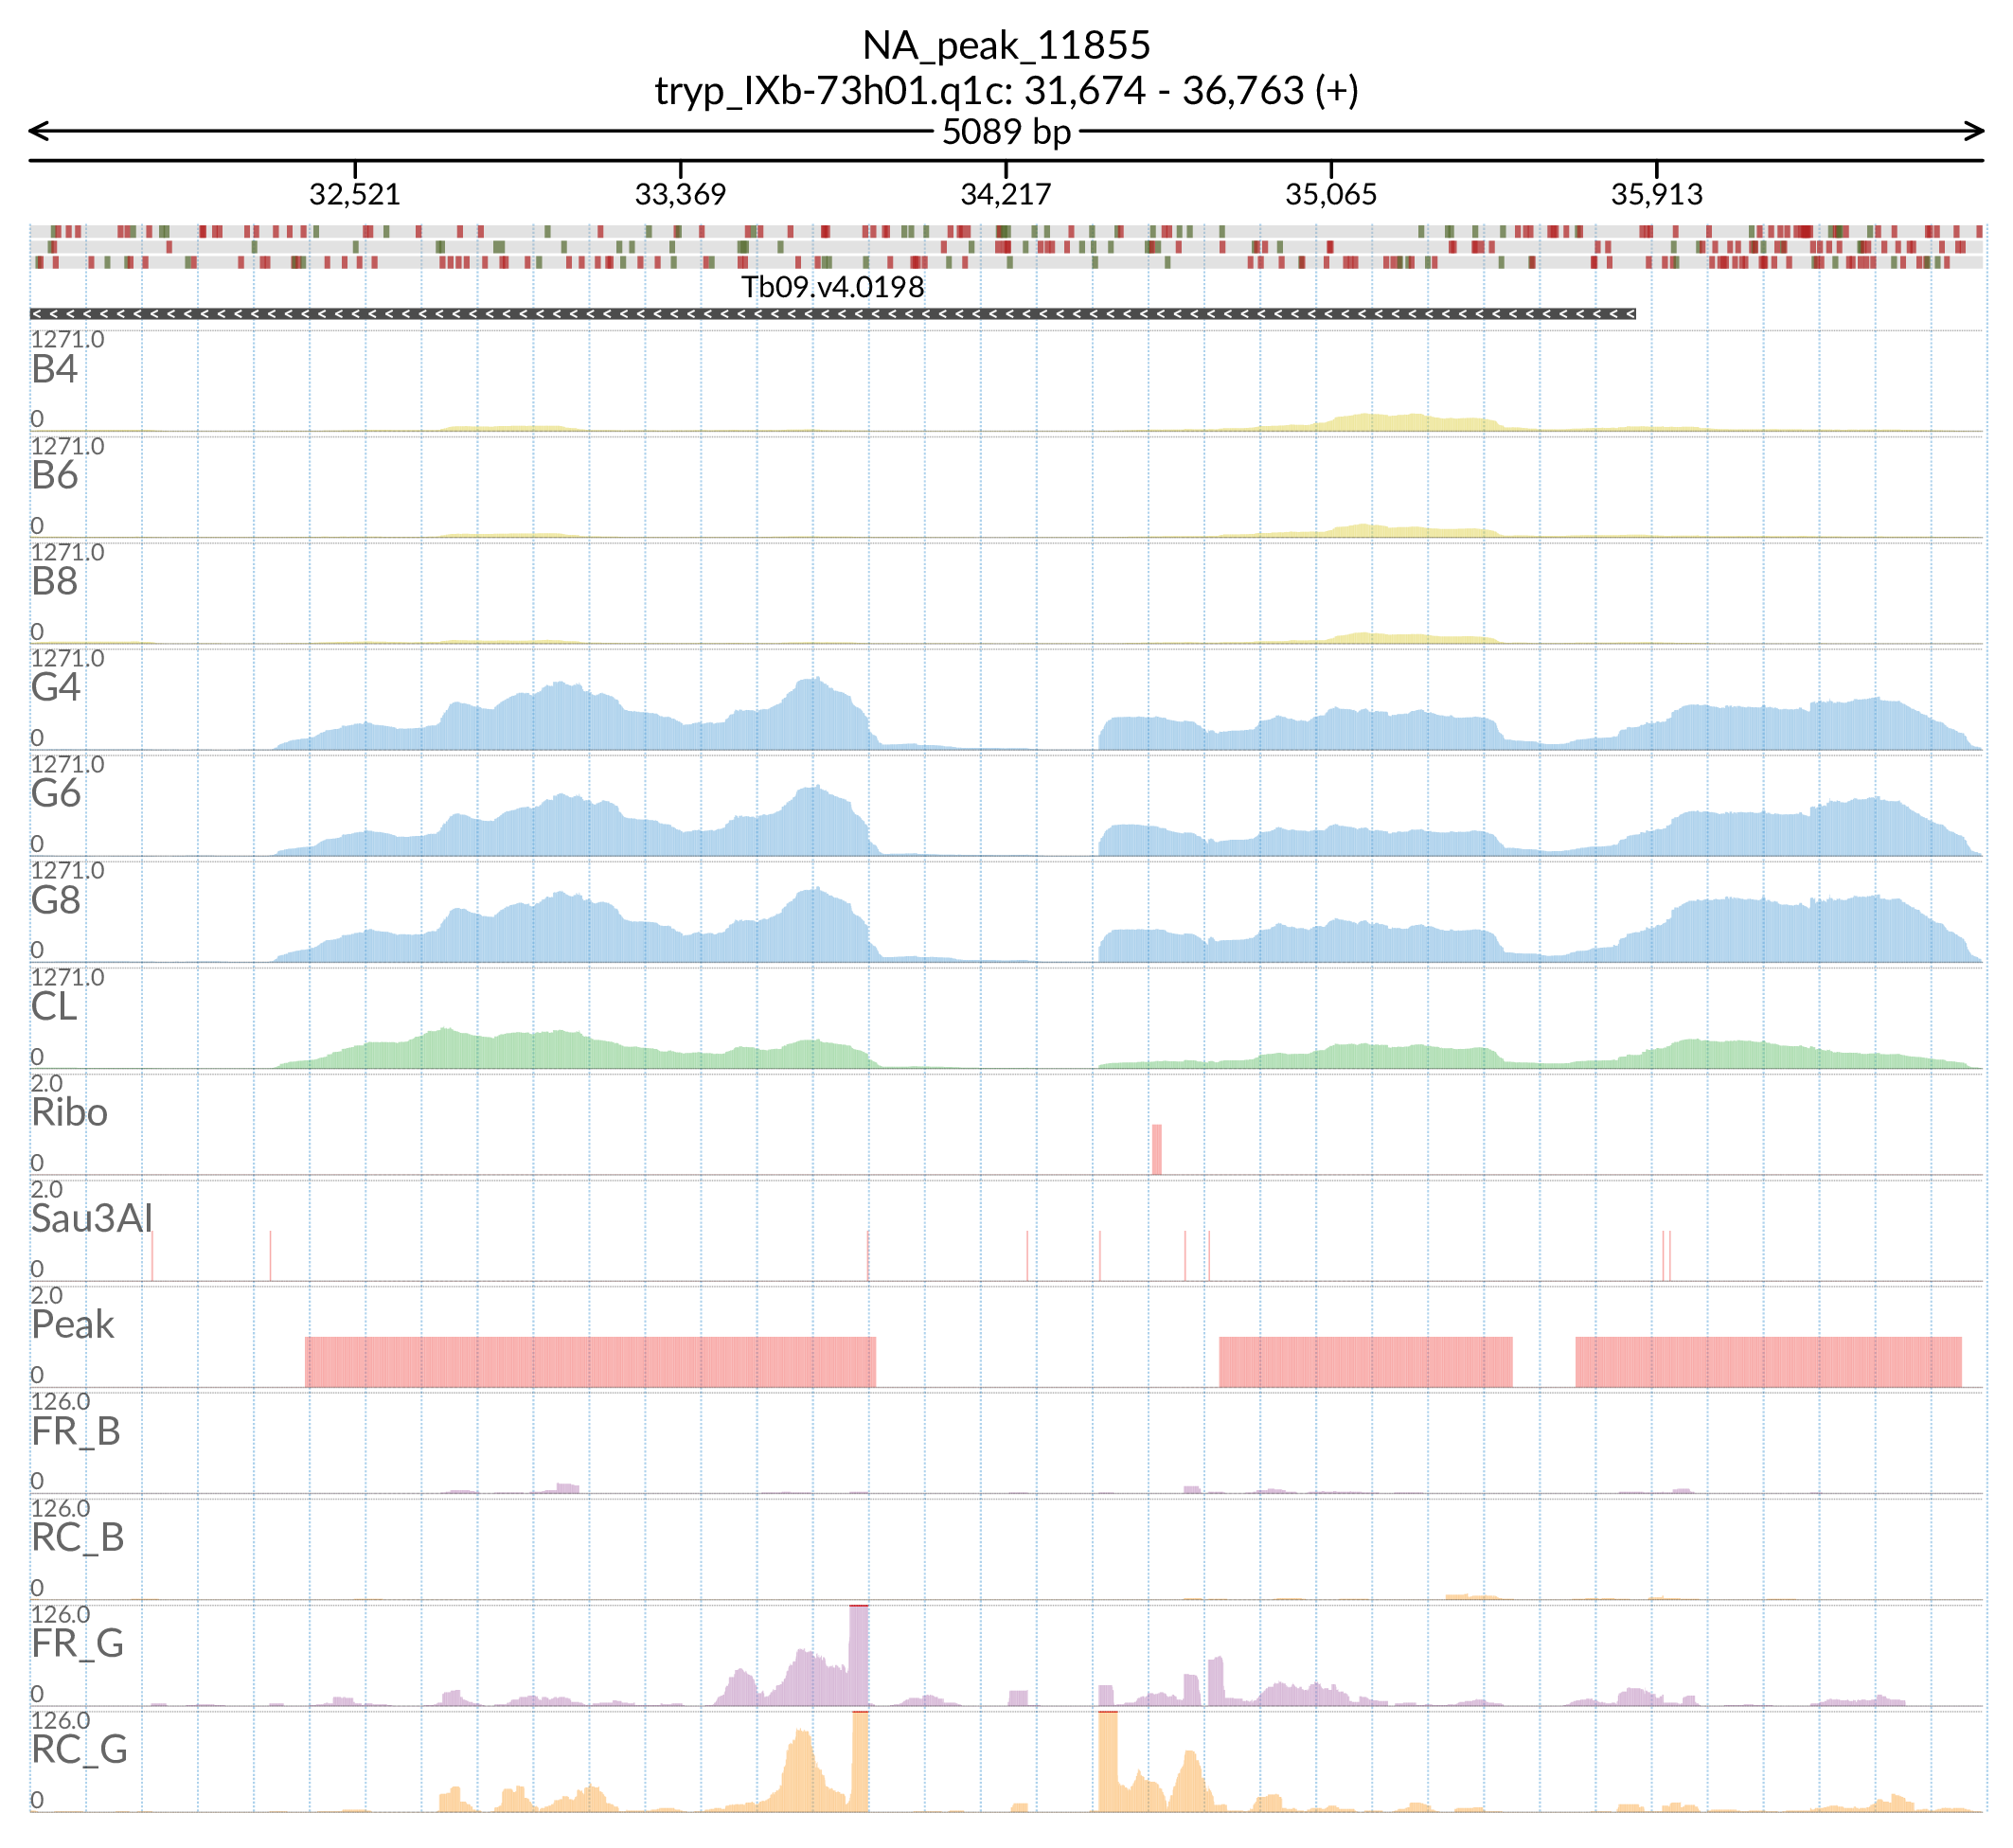 NA_peak_11855
tryp_IXb-73h01.q1c: 31,674 - 36,763 (+)
5089 bp
32,521 33,369 34,217 35,065 35,913
Tb09.v4.0198
1271.0
B4
0
1271.0
B6
0
1271.0
B8
0
1271.0
G4
0
1271.0
G6
0
1271.0
G8
0
1271.0
CL
0
2.0
Ribo
0
2.0
Sau3AI
0
2.0
Peak
0
126.0
FR_B
0
126.0
RC_B
0
126.0
FR_G
0
126.0
RC_G
0